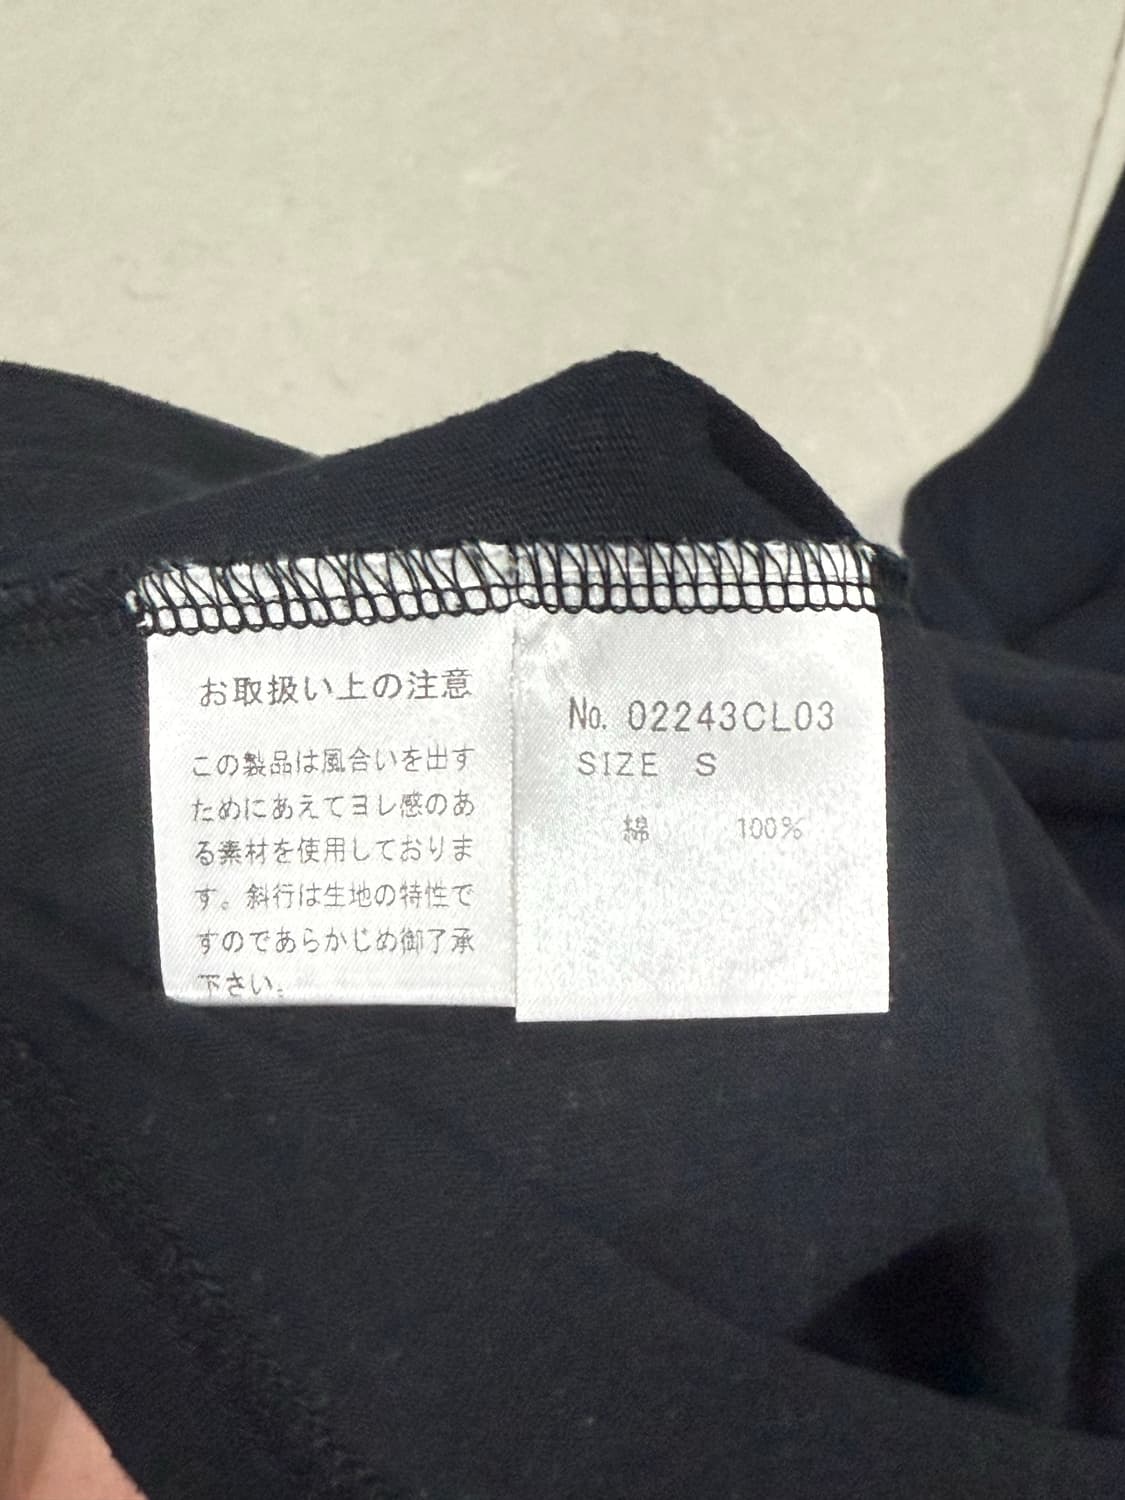 お取扱い上の注意
この製品は風合いを出す
ためにあえてヨレ感のあ
る素材を使用しておりま
す。斜行は生地の特性で
すのであらかじめ御了承
下さい。
No. 02243CL03
SIZE S
綿 100%